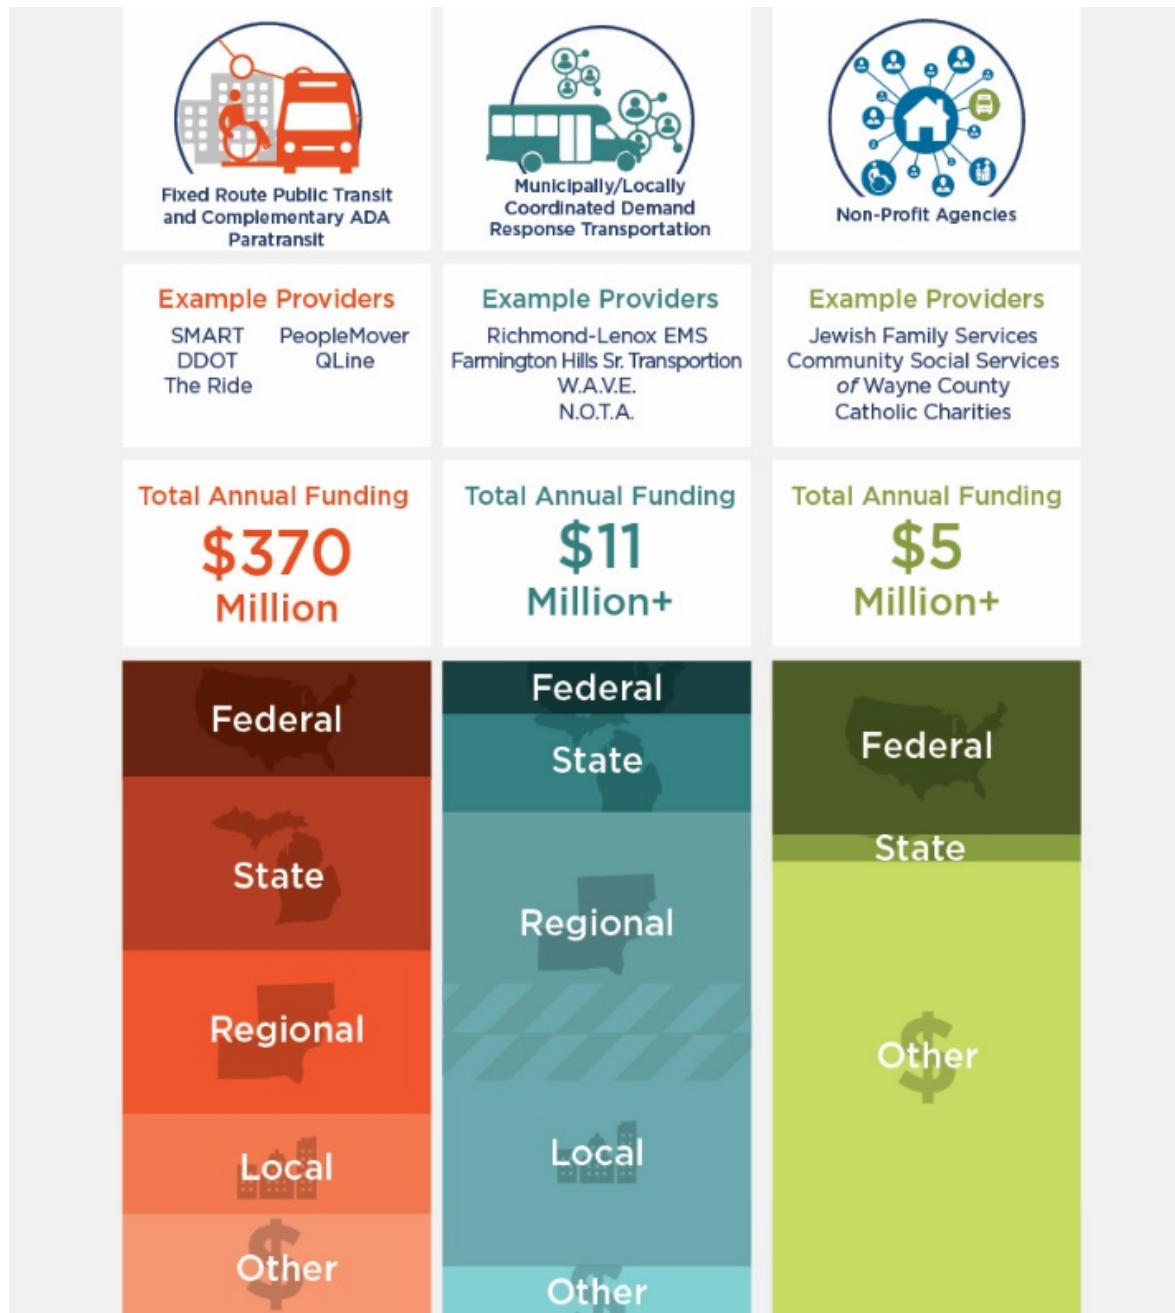 Fixed Route Public Transit
and Complementary ADA
Paratransit
Municipally/Locally
Coordinated Demand
Response Transportation
Non-Profit Agencies
Example Providers
SMART
DDOT
The Ride
PeopleMover
QLine
Example Providers
Richmond-Lenox EMS
Farmington Hills Sr. Transportion
W.A.V.E.
N.O.T.A.
Example Providers
Jewish Family Services
Community Social Services
of Wayne County
Catholic Charities
Total Annual Funding
$370
Million
Total Annual Funding
$11
Million+
Total Annual Funding
$5
Million+
Federal
State
Regional
Local
$
Other
Federal
State
Regional
Local
$
Other
Federal
State
$
Other